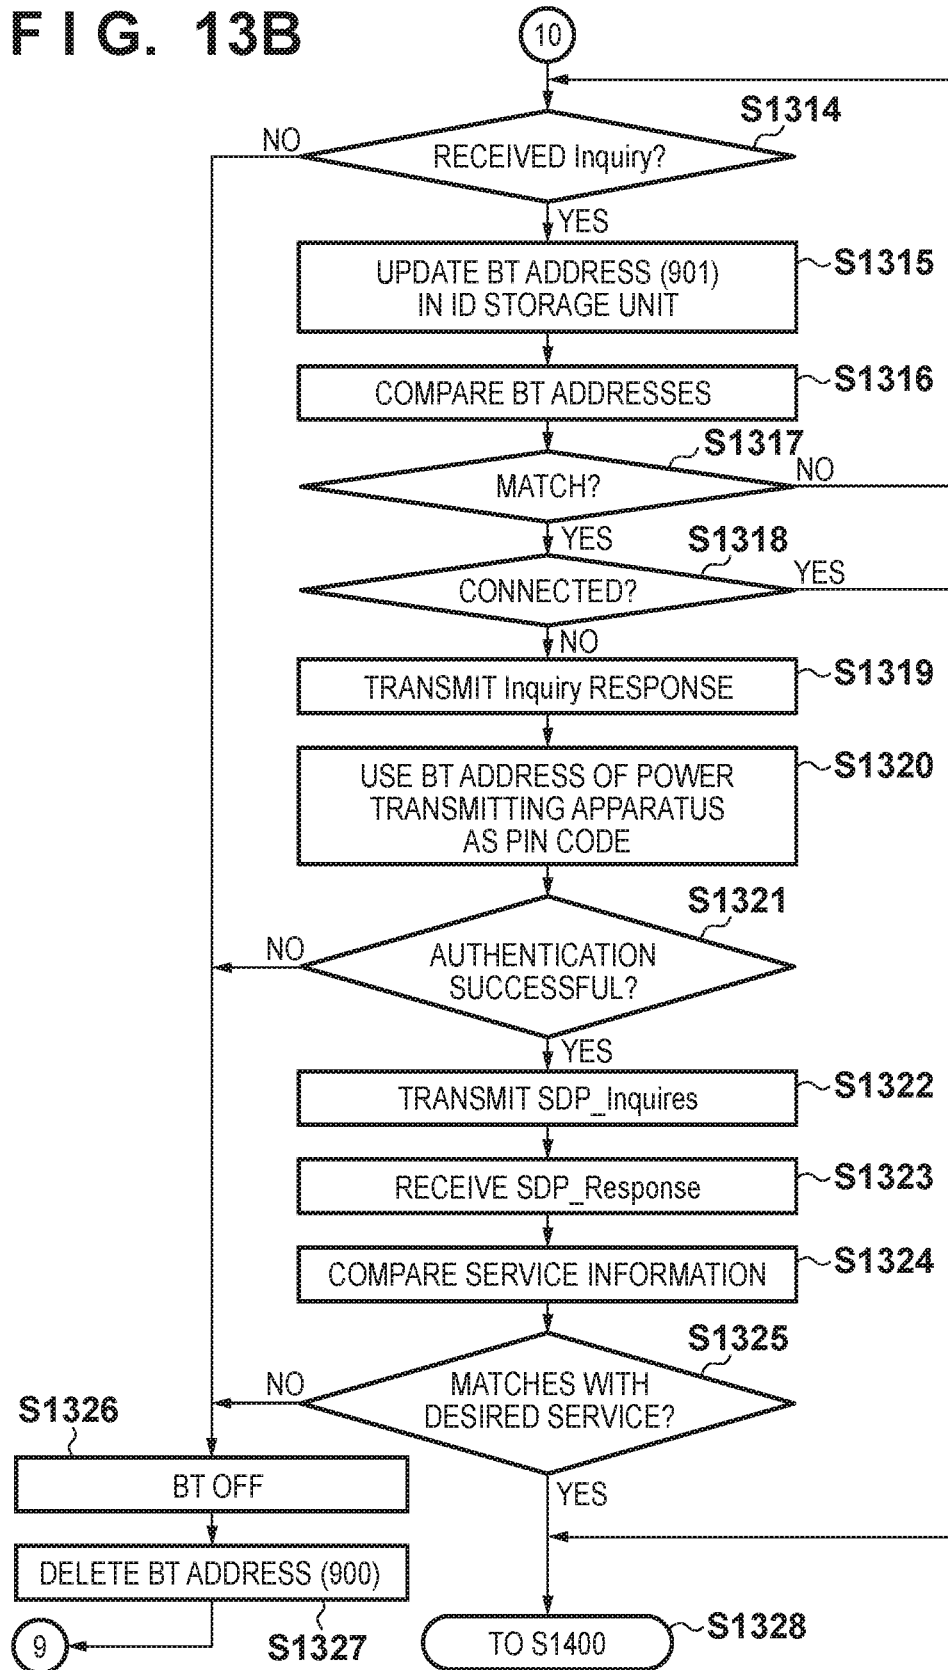 FIG. 13B
10
S1314
NO
RECEIVED Inquiry?
YES
S1315
UPDATE BT ADDRESS (901)
IN ID STORAGE UNIT
S1316
COMPARE BT ADDRESSES
S1317
NO
MATCH?
YES
S1318
YES
CONNECTED?
NO
S1319
TRANSMIT Inquiry RESPONSE
S1320
USE BT ADDRESS OF POWER
TRANSMITTING APPARATUS
AS PIN CODE
S1321
NO
AUTHENTICATION
SUCCESSFUL?
YES
S1322
TRANSMIT SDP_Inquires
S1323
RECEIVE SDP_Response
S1324
COMPARE SERVICE INFORMATION
S1325
NO
MATCHES WITH
DESIRED SERVICE?
YES
S1326
BT OFF
DELETE BT ADDRESS (900)
S1327
9
TO S1400
S1328